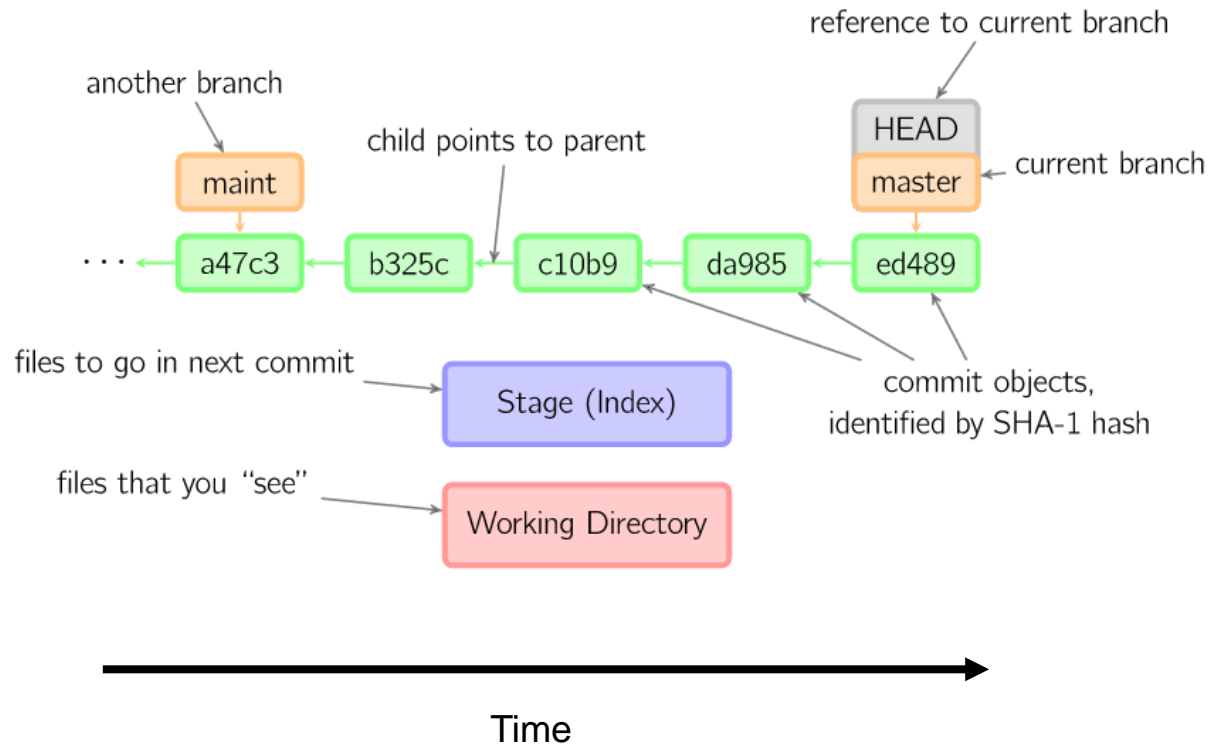 reference to current branch
another branch
HEAD
child points to parent
maint
master
current branch
· · ·
a47c3
b325c
c10b9
da985
ed489
files to go in next commit
Stage (Index)
commit objects,
identified by SHA-1 hash
files that you “see”
Working Directory
Time